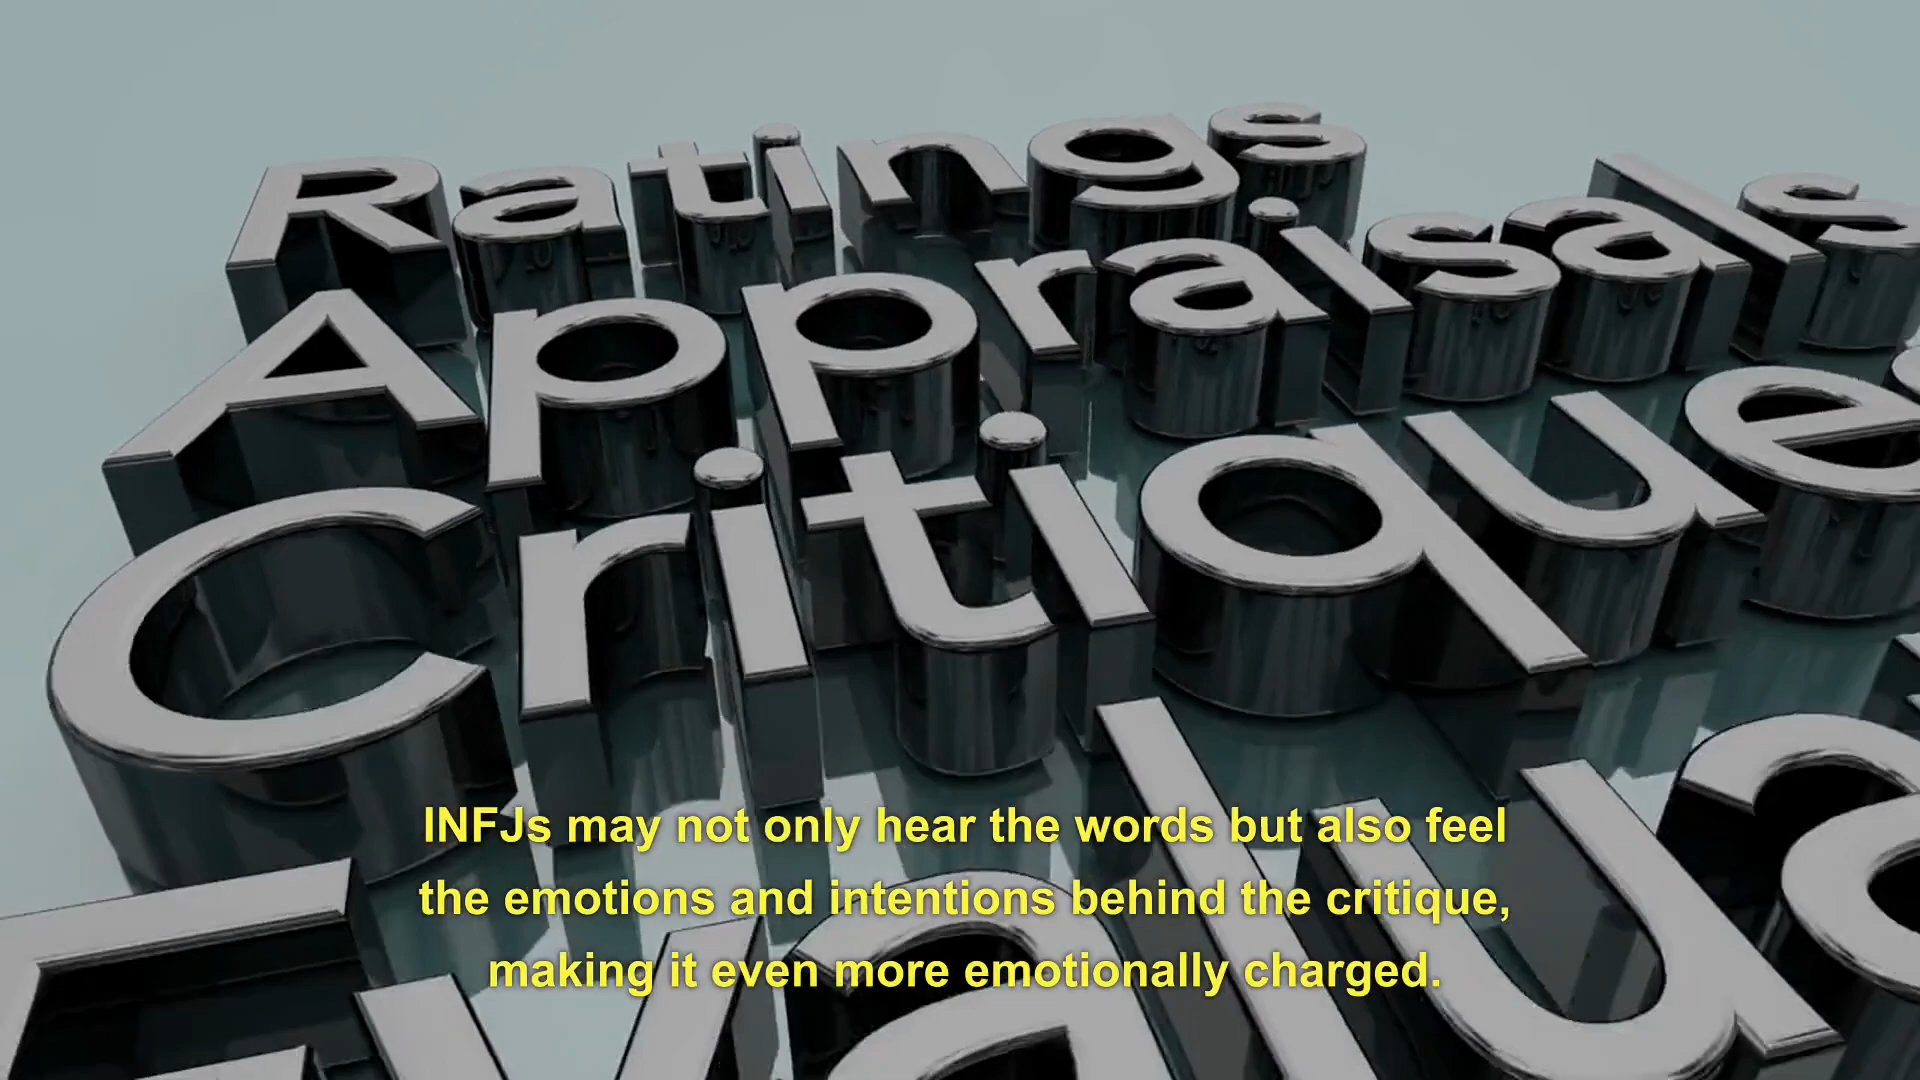 Ratings
Appraisals
Critique
Evalua
INFJs may not only hear the words but also feel
the emotions and intentions behind the critique,
making it even more emotionally charged.